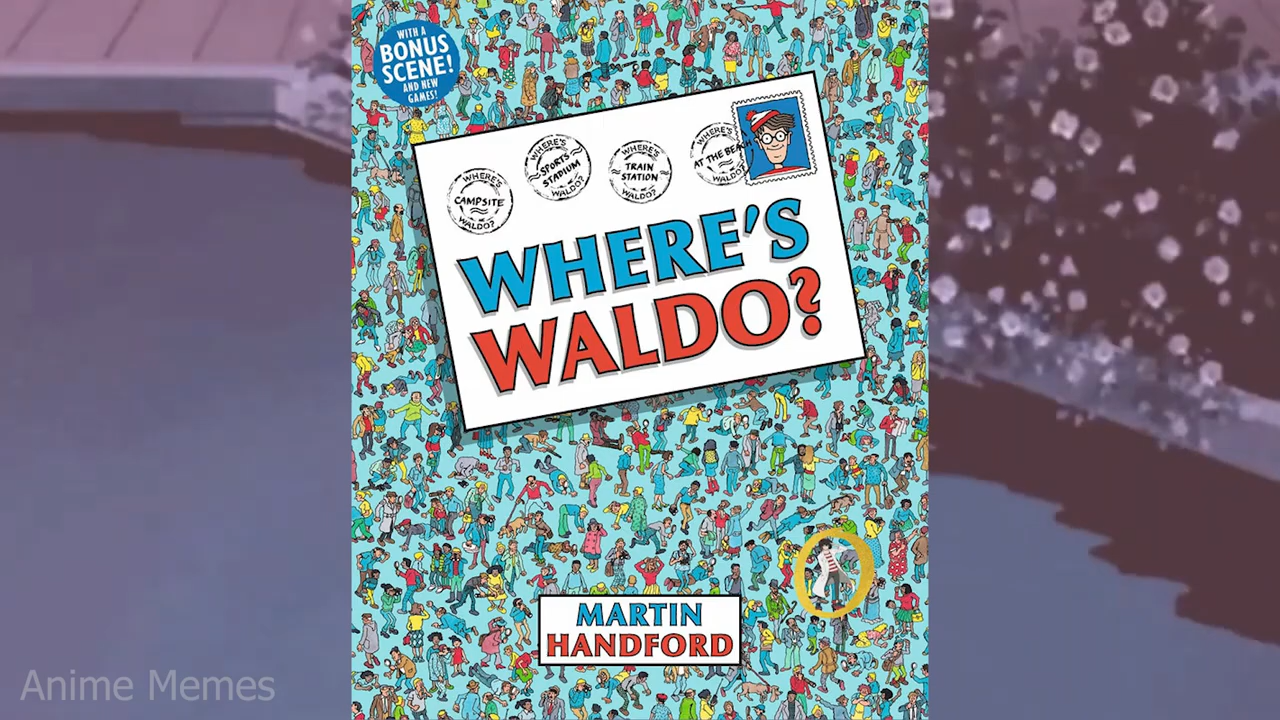 WITH A
BONUS
SCENE!
AND NEW
GAMES!
WHERE'S
CAMPSITE
WALDO?
WHERE'S
SPORTS
STADIUM
WALDO?
WHERE'S
TRAIN
STATION
WALDO?
WHERE'S
AT THE BEACH
WALDO?
WHERE'S
WALDO?
MARTIN
HANDFORD
Anime Memes